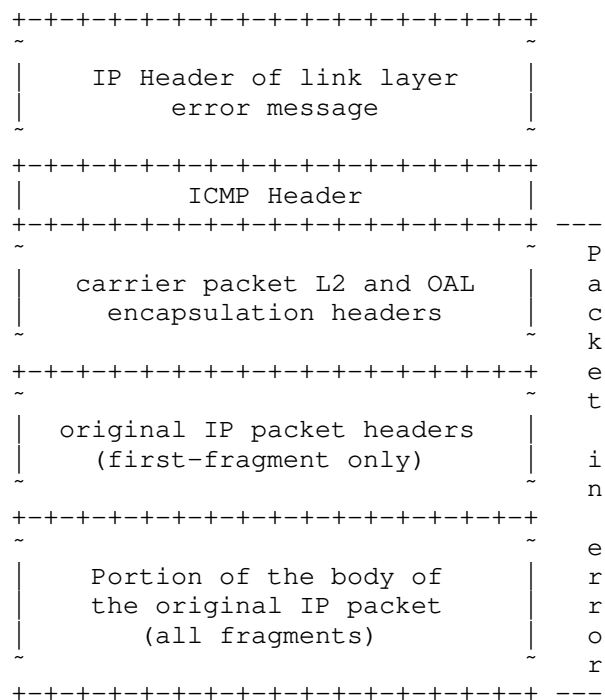 +-+-+-+-+-+-+-+-+-+-+-+-+-+-+
~                             ~
|     IP Header of link layer |
|         error message       |
~                             ~
+-+-+-+-+-+-+-+-+-+-+-+-+-+-+
|         ICMP Header         |
+-+-+-+-+-+-+-+-+-+-+-+-+-+-+ ---
~                             ~  P
|   carrier packet L2 and OAL |  a
|     encapsulation headers   |  c
~                             ~  k
+-+-+-+-+-+-+-+-+-+-+-+-+-+-+  e
~                             ~  t
|  original IP packet headers |
|    (first-fragment only)    |  i
~                             ~  n
+-+-+-+-+-+-+-+-+-+-+-+-+-+-+
~                             ~  e
|    Portion of the body of   |  r
|    the original IP packet   |  r
|       (all fragments)       |  o
~                             ~  r
+-+-+-+-+-+-+-+-+-+-+-+-+-+-+ ---